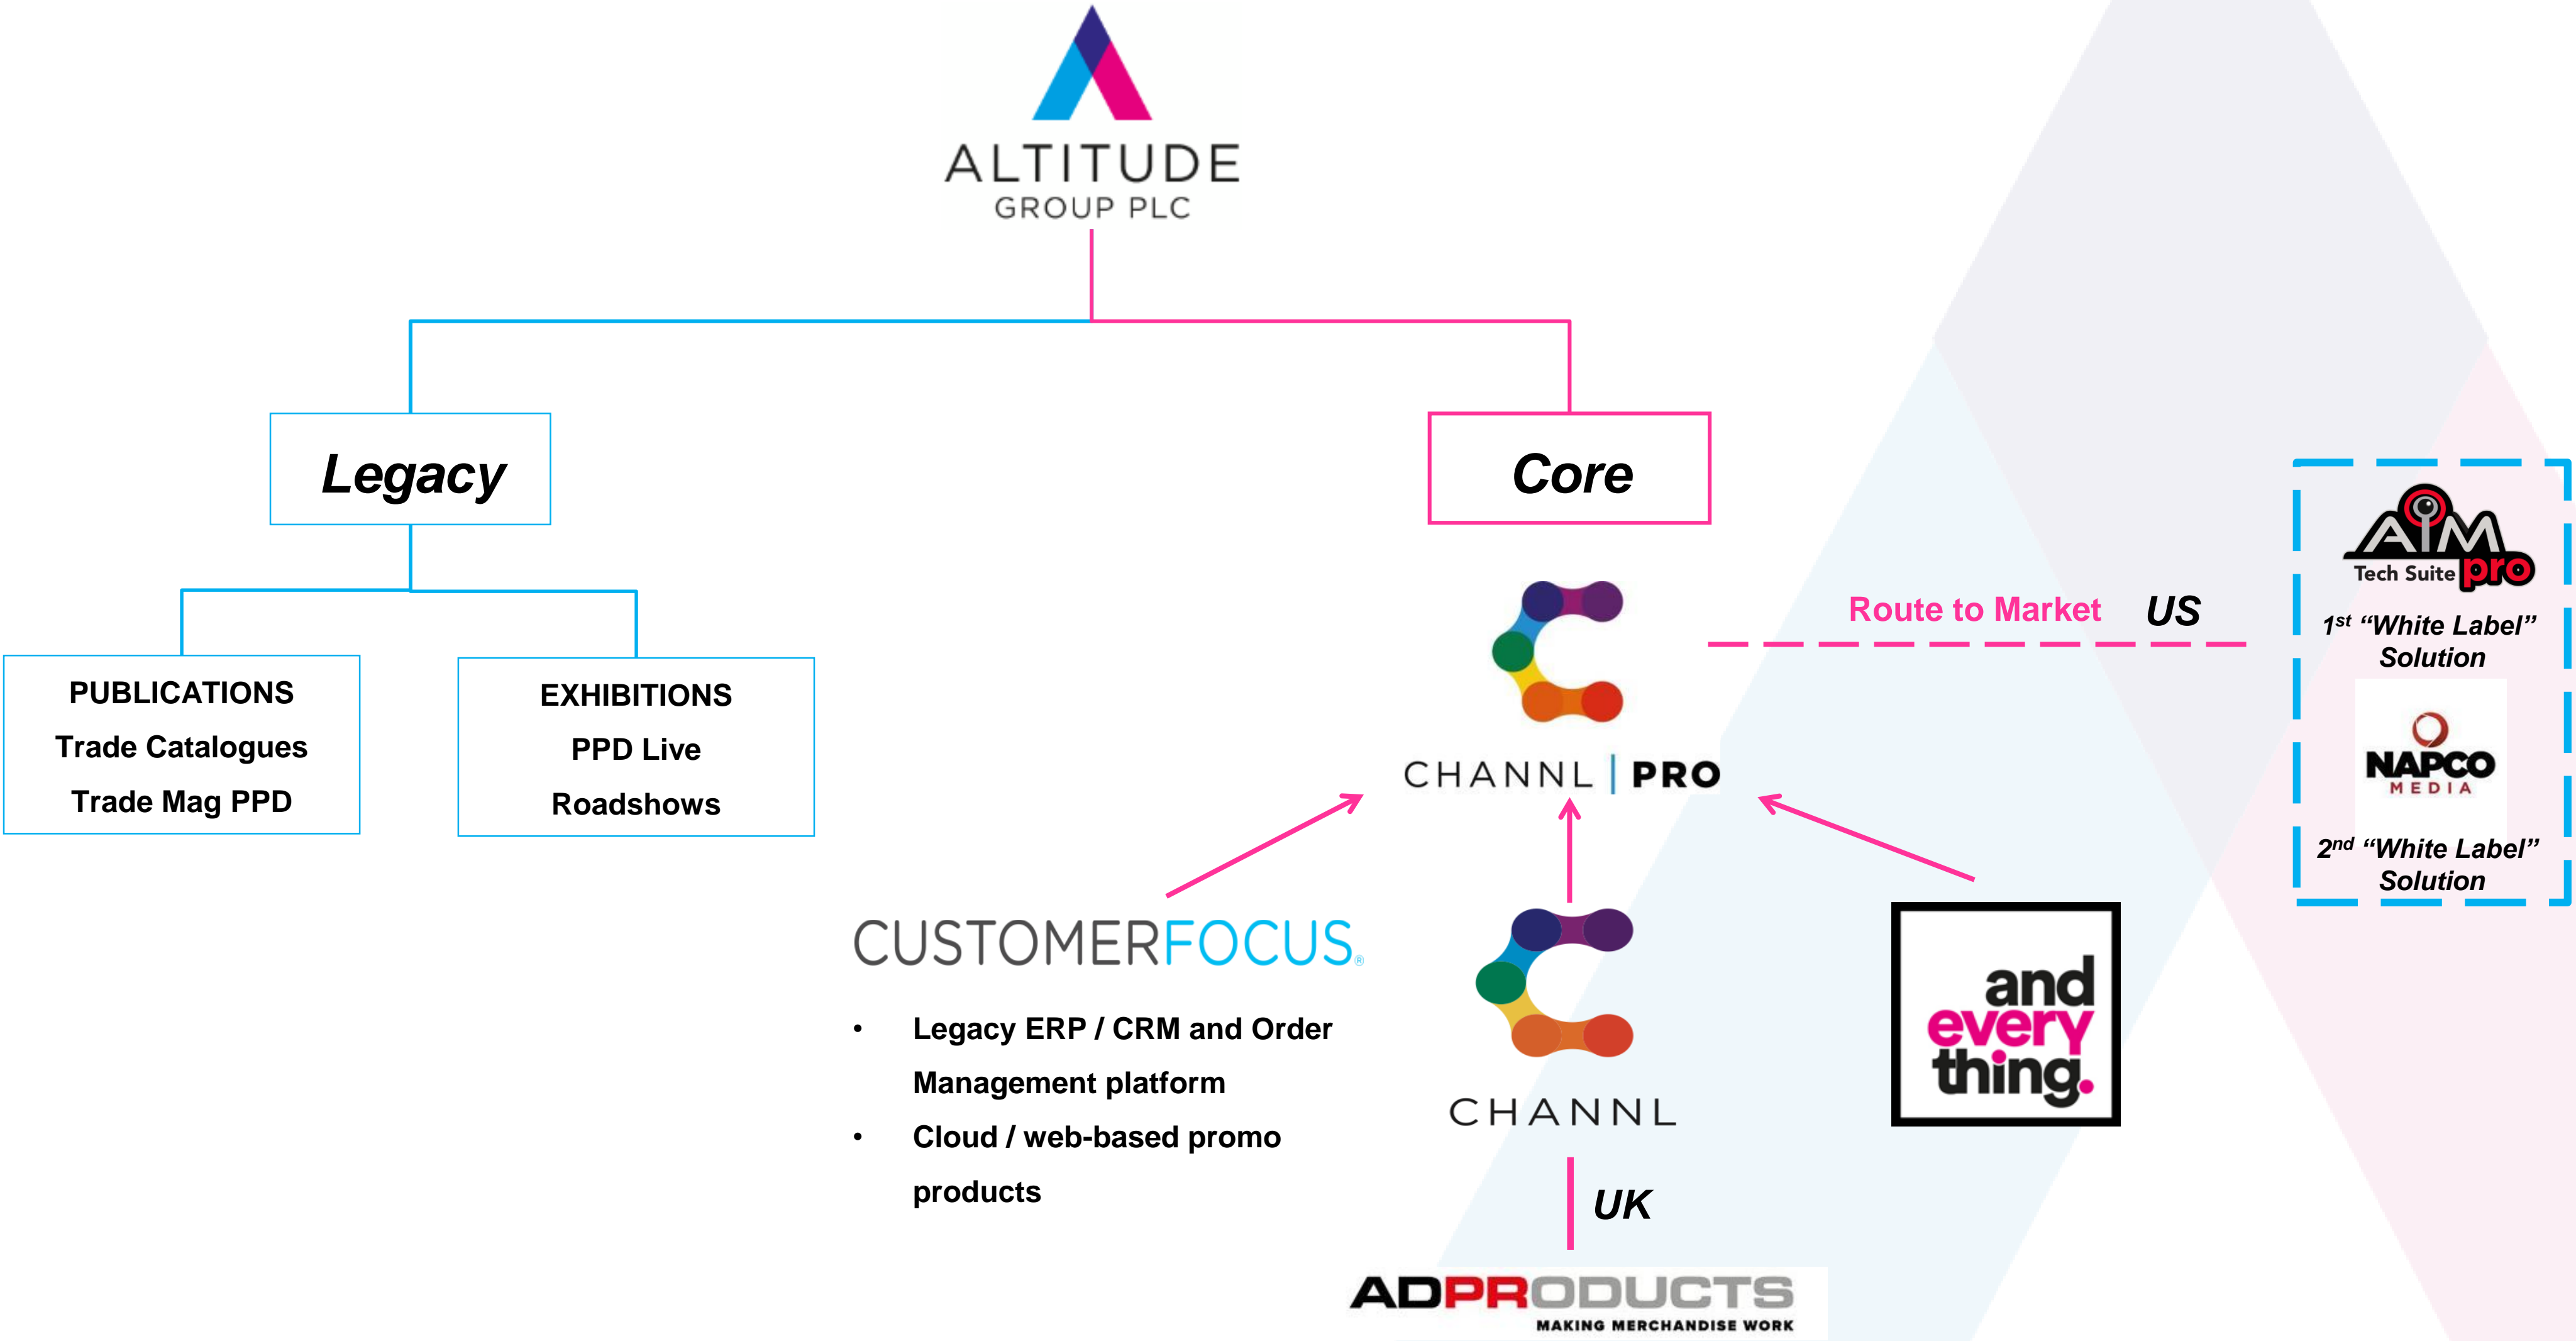 ALTITUDE
GROUP PLC
Legacy
Core
PUBLICATIONS
Trade Catalogues
Trade Mag PPD
EXHIBITIONS
PPD Live
Roadshows
CHANNL | PRO
Route to Market US
AIM
Tech Suite pro
1st “White Label”
Solution
NAPCO
MEDIA
2nd “White Label”
Solution
CUSTOMERFOCUS®
• Legacy ERP / CRM and Order
Management platform
• Cloud / web-based promo
products
CHANNL
UK
ADPRODUCTS
MAKING MERCHANDISE WORK
and
every
thing.